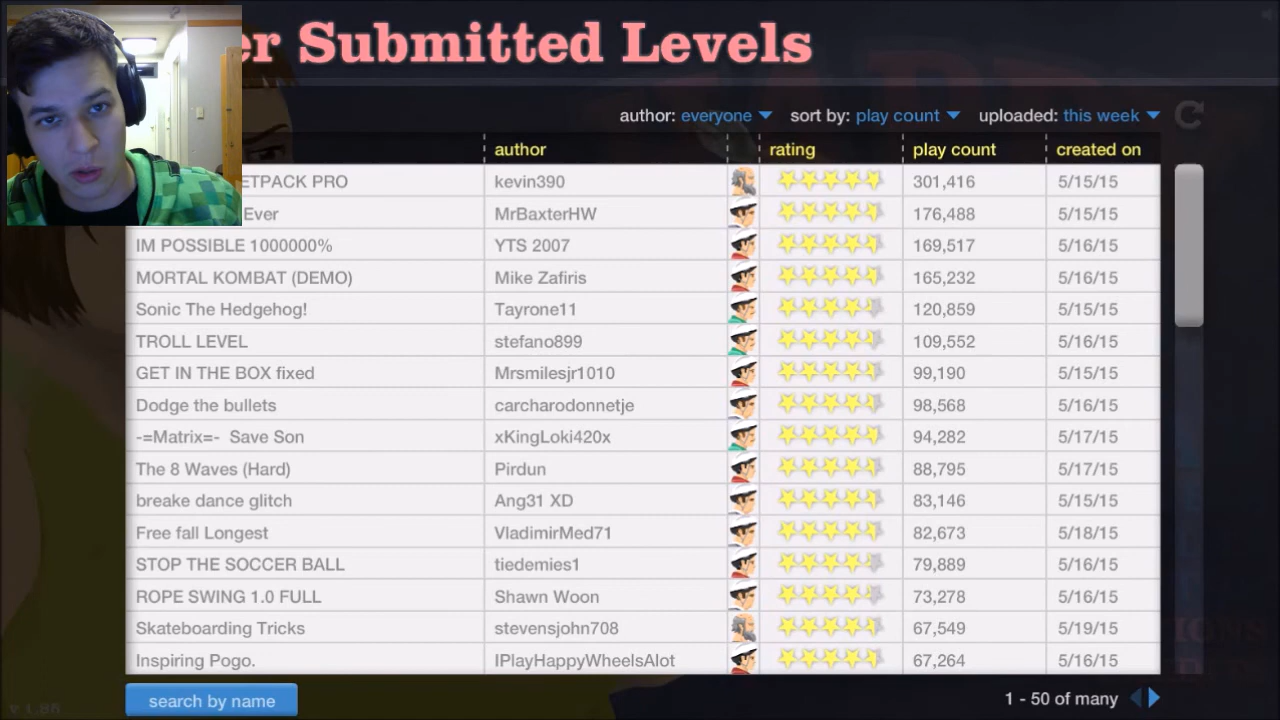 er Submitted Levels
author: everyone sort by: play count uploaded: this week
author rating play count created on
ETPACK PRO kevin390 301,416 5/15/15
Ever MrBaxterHW 176,488 5/15/15
IM POSSIBLE 1000000% YTS 2007 169,517 5/16/15
MORTAL KOMBAT (DEMO) Mike Zafiris 165,232 5/16/15
Sonic The Hedgehog! Tayrone11 120,859 5/15/15
TROLL LEVEL stefano899 109,552 5/16/15
GET IN THE BOX fixed Mrsmilesjr1010 99,190 5/15/15
Dodge the bullets carcharodonnetje 98,568 5/16/15
-=Matrix=- Save Son xKingLoki420x 94,282 5/17/15
The 8 Waves (Hard) Pirdun 88,795 5/17/15
breake dance glitch Ang31 XD 83,146 5/15/15
Free fall Longest VladimirMed71 82,673 5/18/15
STOP THE SOCCER BALL tiedemies1 79,889 5/16/15
ROPE SWING 1.0 FULL Shawn Woon 73,278 5/16/15
Skateboarding Tricks stevensjohn708 67,549 5/19/15
Inspiring Pogo. IPlayHappyWheelsAlot 67,264 5/16/15
search by name 1 - 50 of many